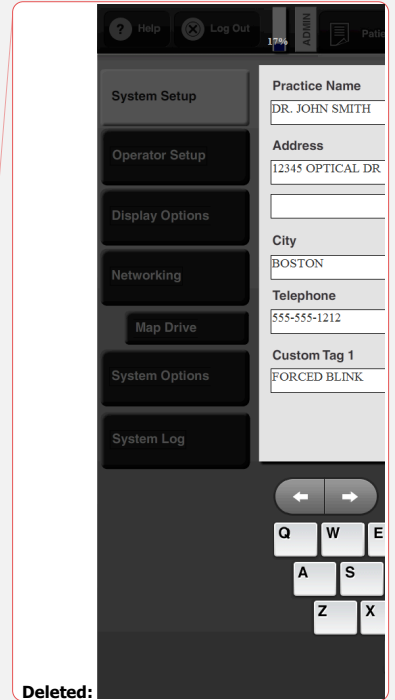 Help
Log Out
17%
ADMIN
Patie
System Setup
Operator Setup
Display Options
Networking
Map Drive
System Options
System Log
Practice Name
DR. JOHN SMITH
Address
12345 OPTICAL DR
City
BOSTON
Telephone
555-555-1212
Custom Tag 1
FORCED BLINK
Q W E
A S
Z X
Deleted: